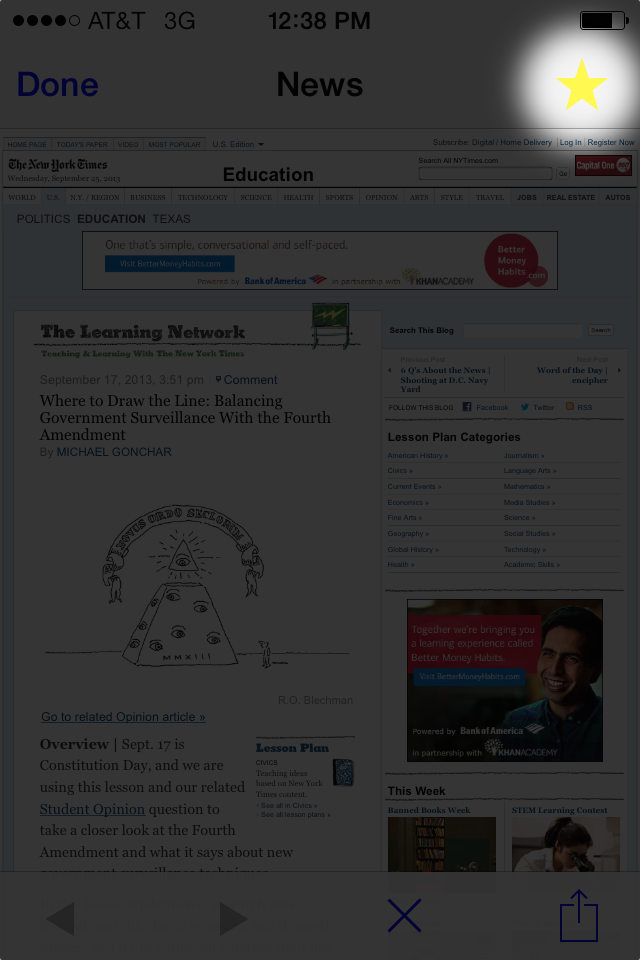 AT&T 3G 12:38 PM
Done News
HOME PAGE TODAY'S PAPER VIDEO MOST POPULAR U.S. Edition
Subscribe: Digital / Home Delivery Log In Register Now
The New York Times
Wednesday, September 25, 2013
Education
Search All NYTimes.com
Go
Capital One
WORLD U.S. N.Y. / REGION BUSINESS TECHNOLOGY SCIENCE HEALTH SPORTS OPINION ARTS STYLE TRAVEL JOBS REAL ESTATE AUTOS
POLITICS EDUCATION TEXAS
One that's simple, conversational and self-paced.
Visit BetterMoneyHabits.com
Powered by Bank of America in partnership with KHANACADEMY
Better
Money
Habits
.com
The Learning Network
Teaching & Learning With The New York Times
September 17, 2013, 3:51 pm Comment
Where to Draw the Line: Balancing
Government Surveillance With the Fourth
Amendment
By MICHAEL GONCHAR
NOVUS ORDO SECLORUM
MMXIII
R.O. Blechman
Go to related Opinion article »
Overview | Sept. 17 is
Constitution Day, and we are
using this lesson and our related
Student Opinion question to
take a closer look at the Fourth
Amendment and what it says about new
government surveillance techniques
Lesson Plan
CIVICS
Teaching ideas
based on New York
Times content.
· See all in Civics »
· See all lesson plans »
Search This Blog Search
Previous Post
6 Q's About the News |
Shooting at D.C. Navy
Yard
Next Post
Word of the Day |
encipher
FOLLOW THIS BLOG Facebook Twitter RSS
Lesson Plan Categories
American History » Journalism »
Civics » Language Arts »
Current Events » Mathematics »
Economics » Media Studies »
Fine Arts » Science »
Geography » Social Studies »
Global History » Technology »
Health » Academic Skills »
Together we're bringing you
a learning experience called
Better Money Habits.
Visit BetterMoneyHabits.com
Powered by Bank of America
in partnership with KHANACADEMY
This Week
Banned Books Week STEM Learning Contest